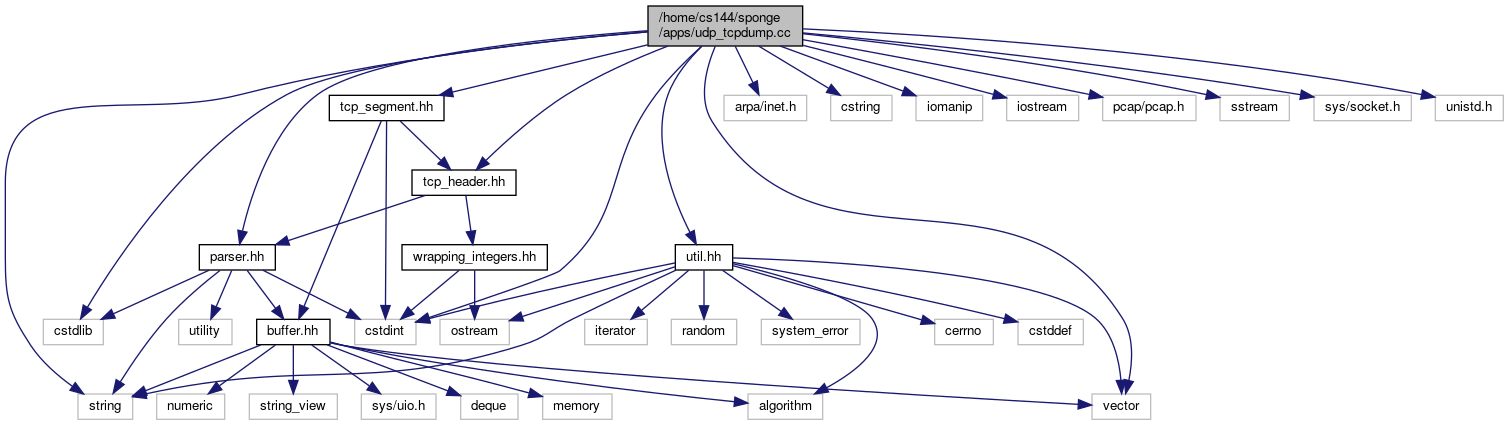 /home/cs144/sponge
/apps/udp_tcpdump.cc
tcp_segment.hh
arpa/inet.h
cstring
iomanip
iostream
pcap/pcap.h
sstream
sys/socket.h
unistd.h
tcp_header.hh
parser.hh
wrapping_integers.hh
util.hh
cstdlib
utility
buffer.hh
cstdint
ostream
iterator
random
system_error
cerrno
cstddef
string
numeric
string_view
sys/uio.h
deque
memory
algorithm
vector